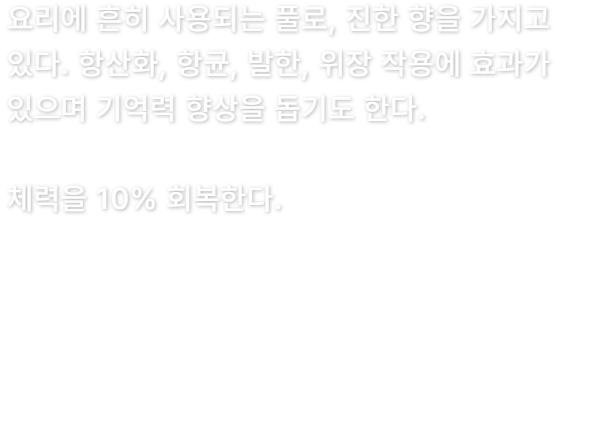 요리에 흔히 사용되는 풀로, 진한 향을 가지고
있다. 항산화, 항균, 발한, 위장 작용에 효과가
있으며 기억력 향상을 돕기도 한다.
체력을 10% 회복한다.